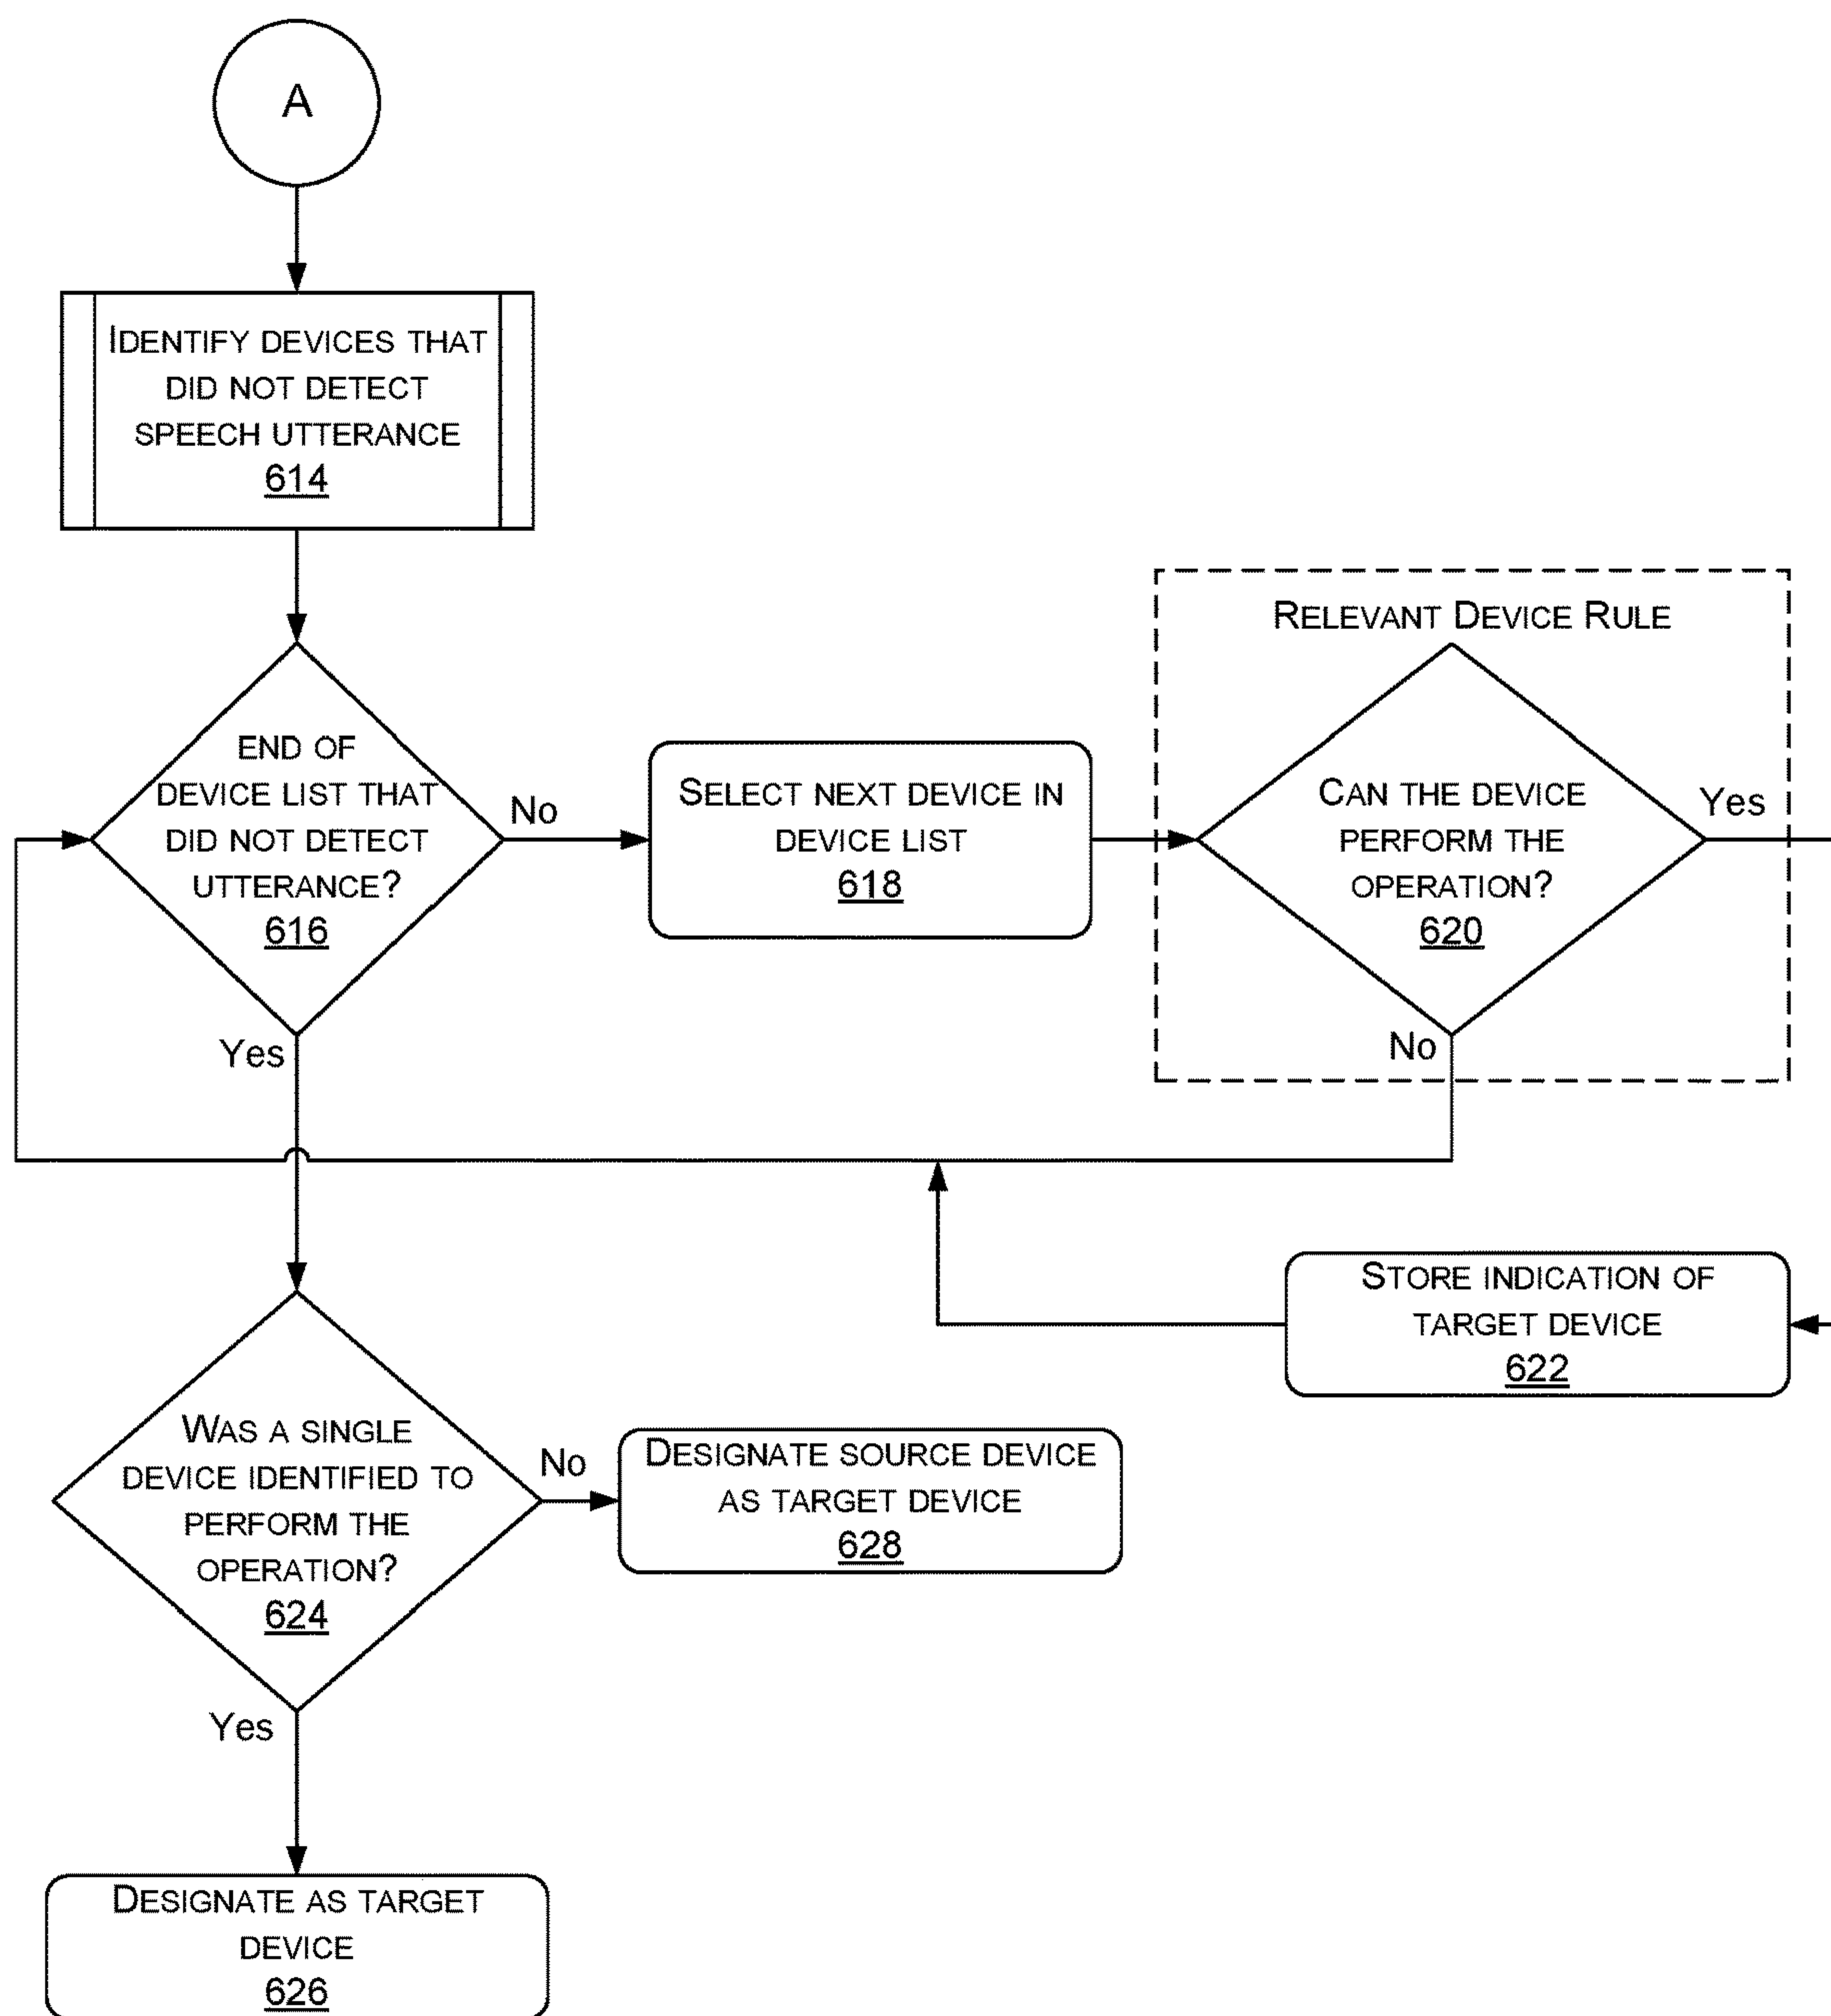 A
IDENTIFY DEVICES THAT
DID NOT DETECT
SPEECH UTTERANCE
614
END OF
DEVICE LIST THAT
DID NOT DETECT
UTTERANCE?
616
No
Yes
SELECT NEXT DEVICE IN
DEVICE LIST
618
RELEVANT DEVICE RULE
CAN THE DEVICE
PERFORM THE
OPERATION?
620
Yes
No
STORE INDICATION OF
TARGET DEVICE
622
WAS A SINGLE
DEVICE IDENTIFIED TO
PERFORM THE
OPERATION?
624
No
Yes
DESIGNATE SOURCE DEVICE
AS TARGET DEVICE
628
DESIGNATE AS TARGET
DEVICE
626